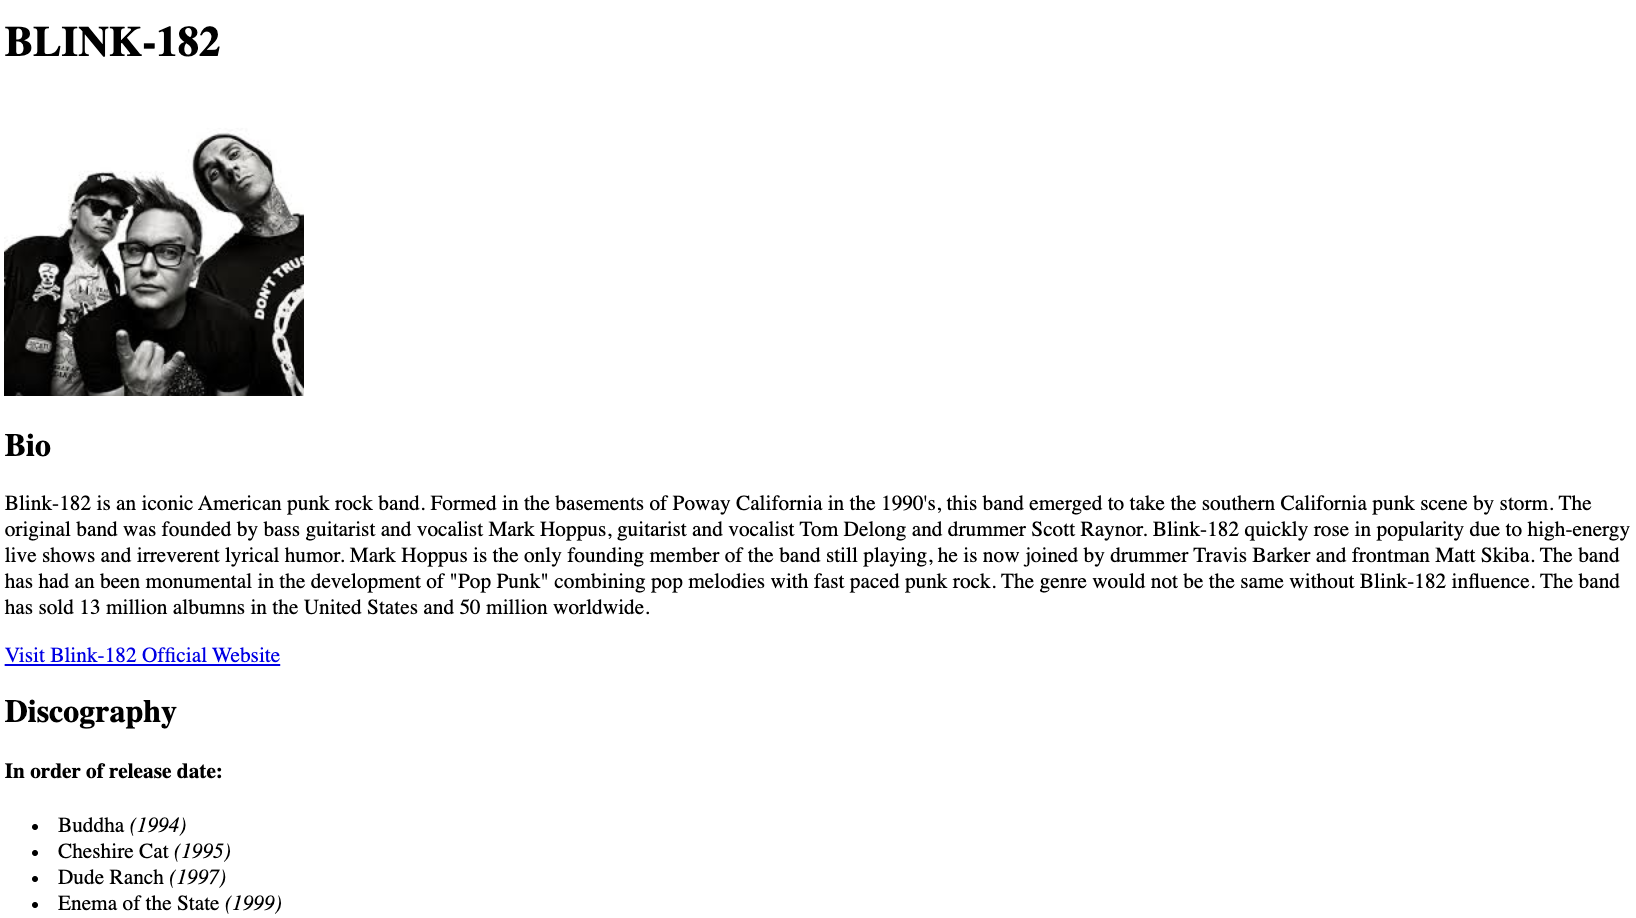 BLINK-182
DON'T TRUS
Bio
Blink-182 is an iconic American punk rock band. Formed in the basements of Poway California in the 1990's, this band emerged to take the southern California punk scene by storm. The
original band was founded by bass guitarist and vocalist Mark Hoppus, guitarist and vocalist Tom Delong and drummer Scott Raynor. Blink-182 quickly rose in popularity due to high-energy
live shows and irreverent lyrical humor. Mark Hoppus is the only founding member of the band still playing, he is now joined by drummer Travis Barker and frontman Matt Skiba. The band
has had an been monumental in the development of "Pop Punk" combining pop melodies with fast paced punk rock. The genre would not be the same without Blink-182 influence. The band
has sold 13 million albumns in the United States and 50 million worldwide.
Visit Blink-182 Official Website
Discography
In order of release date:
• Buddha (1994)
• Cheshire Cat (1995)
• Dude Ranch (1997)
• Enema of the State (1999)